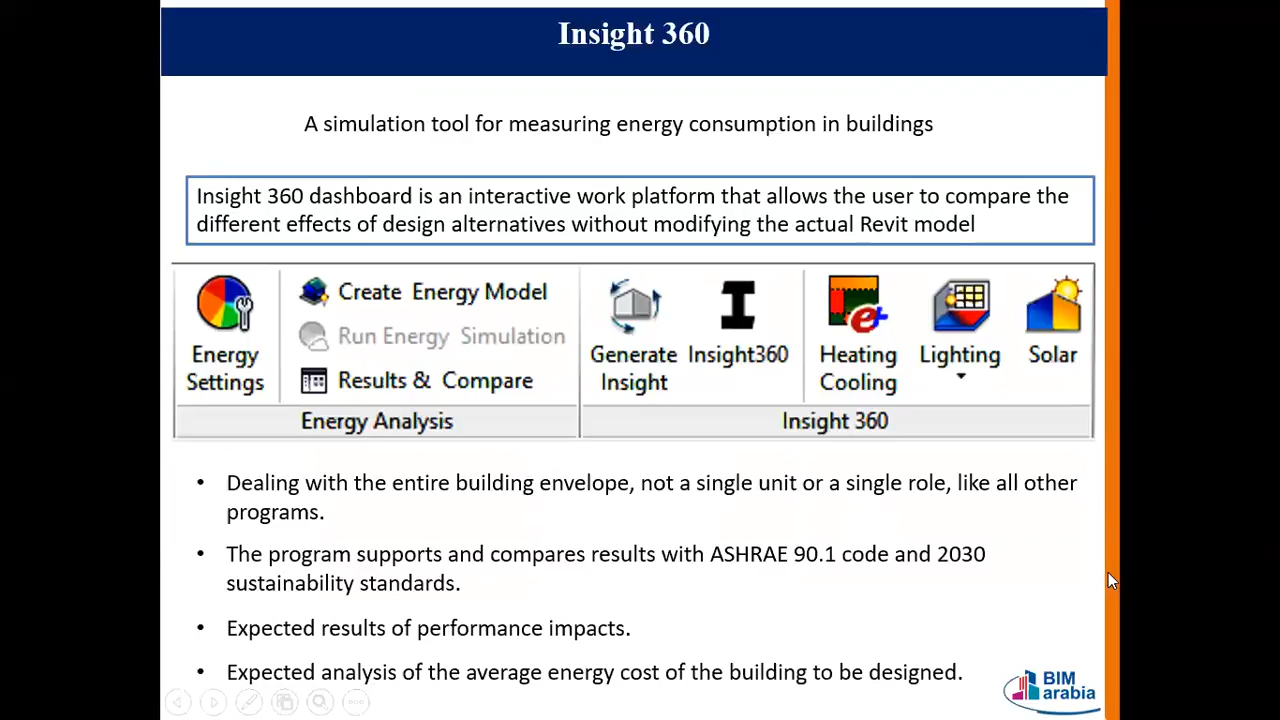 Insight 360
A simulation tool for measuring energy consumption in buildings
Insight 360 dashboard is an interactive work platform that allows the user to compare the
different effects of design alternatives without modifying the actual Revit model
Energy
Settings
Create Energy Model
Run Energy Simulation
Results & Compare
Energy Analysis
Generate
Insight
Insight360
Heating
Cooling
Lighting
Solar
Insight 360
• Dealing with the entire building envelope, not a single unit or a single role, like all other
programs.
• The program supports and compares results with ASHRAE 90.1 code and 2030
sustainability standards.
• Expected results of performance impacts.
• Expected analysis of the average energy cost of the building to be designed.
BIM
arabia